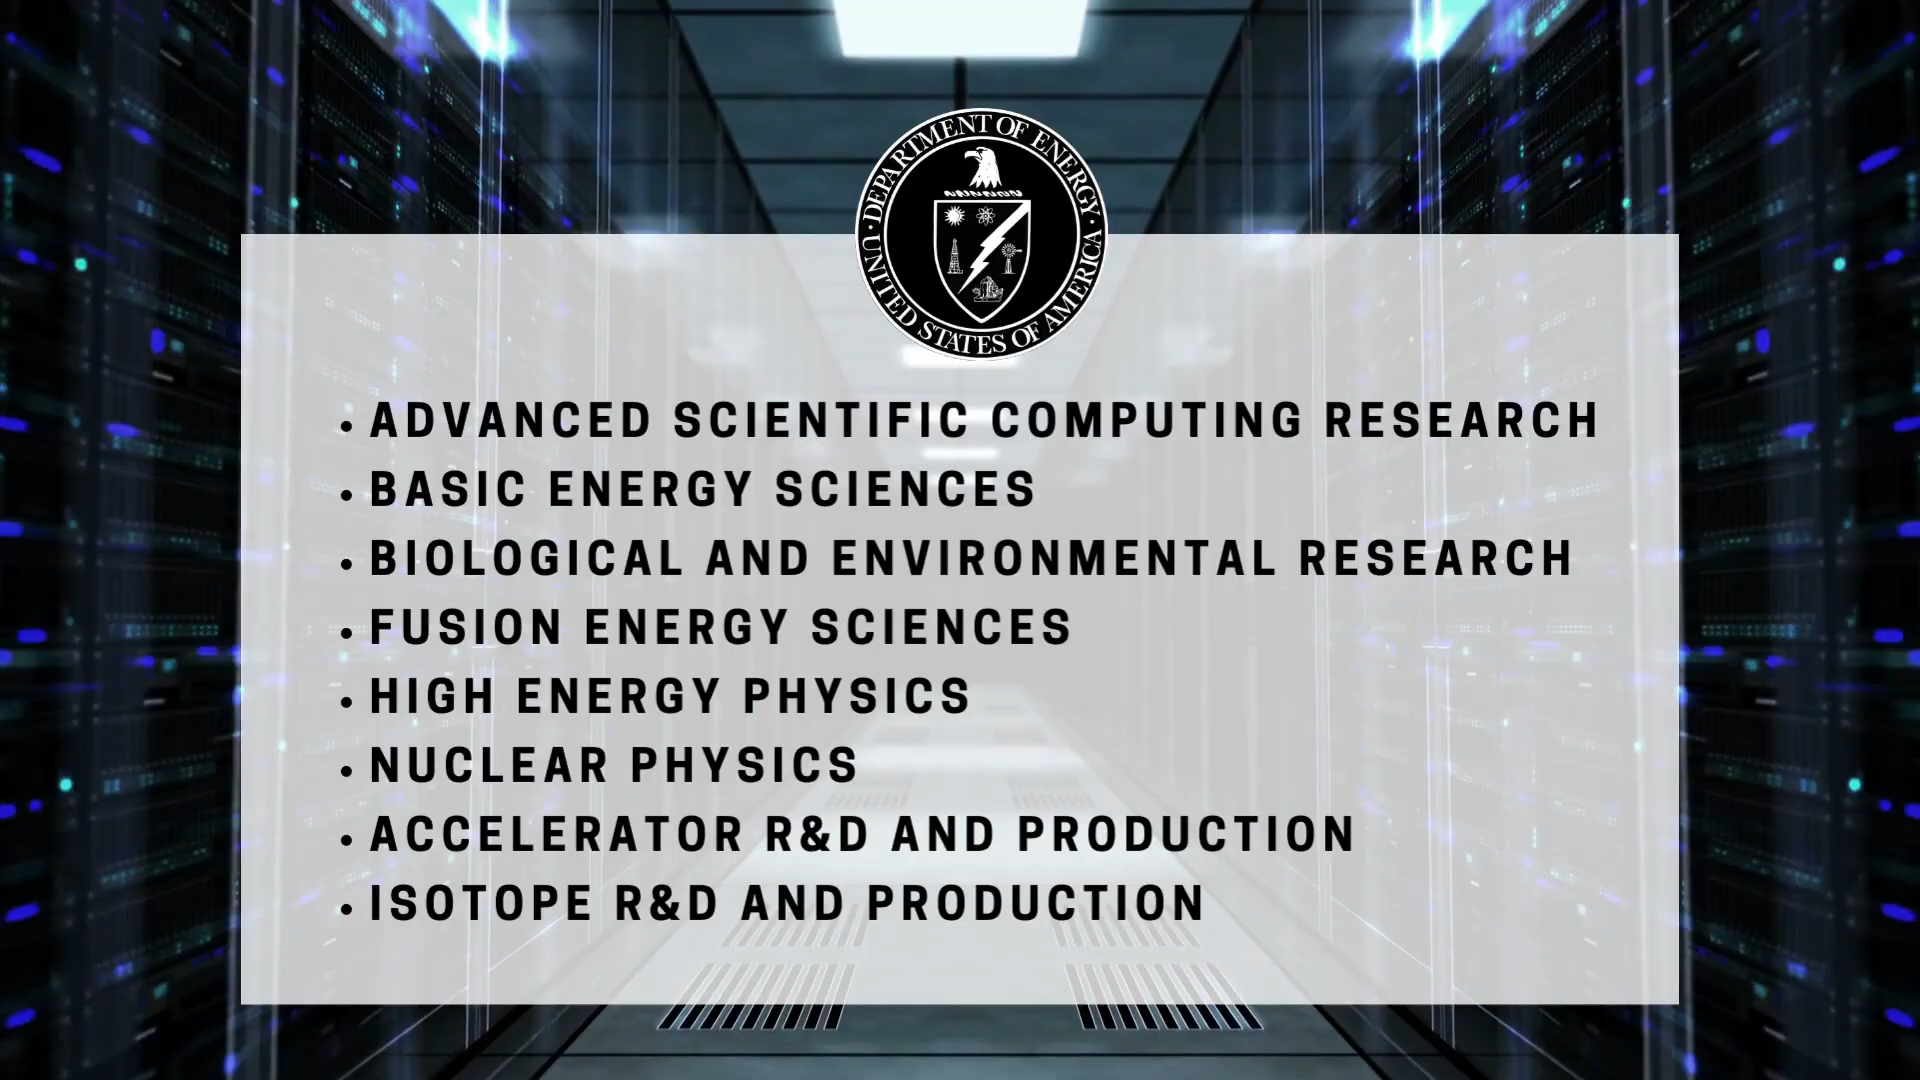 DEPARTMENT OF ENERGY
UNITED STATES OF AMERICA
• ADVANCED SCIENTIFIC COMPUTING RESEARCH
• BASIC ENERGY SCIENCES
• BIOLOGICAL AND ENVIRONMENTAL RESEARCH
• FUSION ENERGY SCIENCES
• HIGH ENERGY PHYSICS
• NUCLEAR PHYSICS
• ACCELERATOR R&D AND PRODUCTION
• ISOTOPE R&D AND PRODUCTION